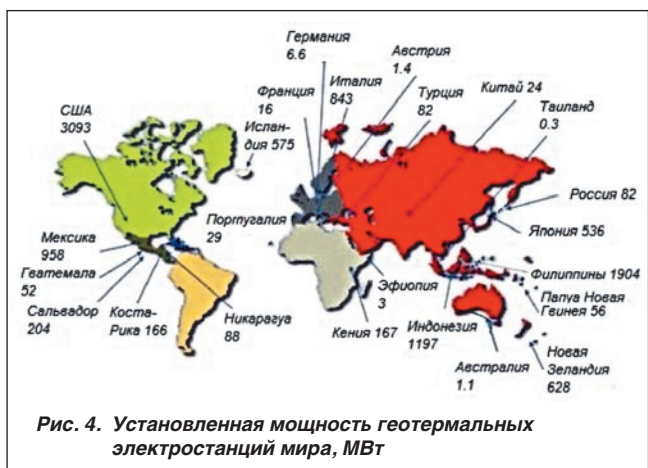 Германия
6.6
Австрия
1.4
Франция
16
Италия
843
Турция
82
Китай 24
Таиланд
0.3
США
3093
Ислан-
дия 575
Россия 82
Япония 536
Португалия
29
Мексика
958
Гватемала
52
Сальвадор
204
Коста-
Рика 166
Никарагуа
88
Эфиопия
3
Кения 167
Индонезия
1197
Филиппины 1904
Папуа Новая
Гвинея 56
Австралия
1.1
Новая
Зеландия
628
Рис. 4. Установленная мощность геотермальных
электростанций мира, МВт